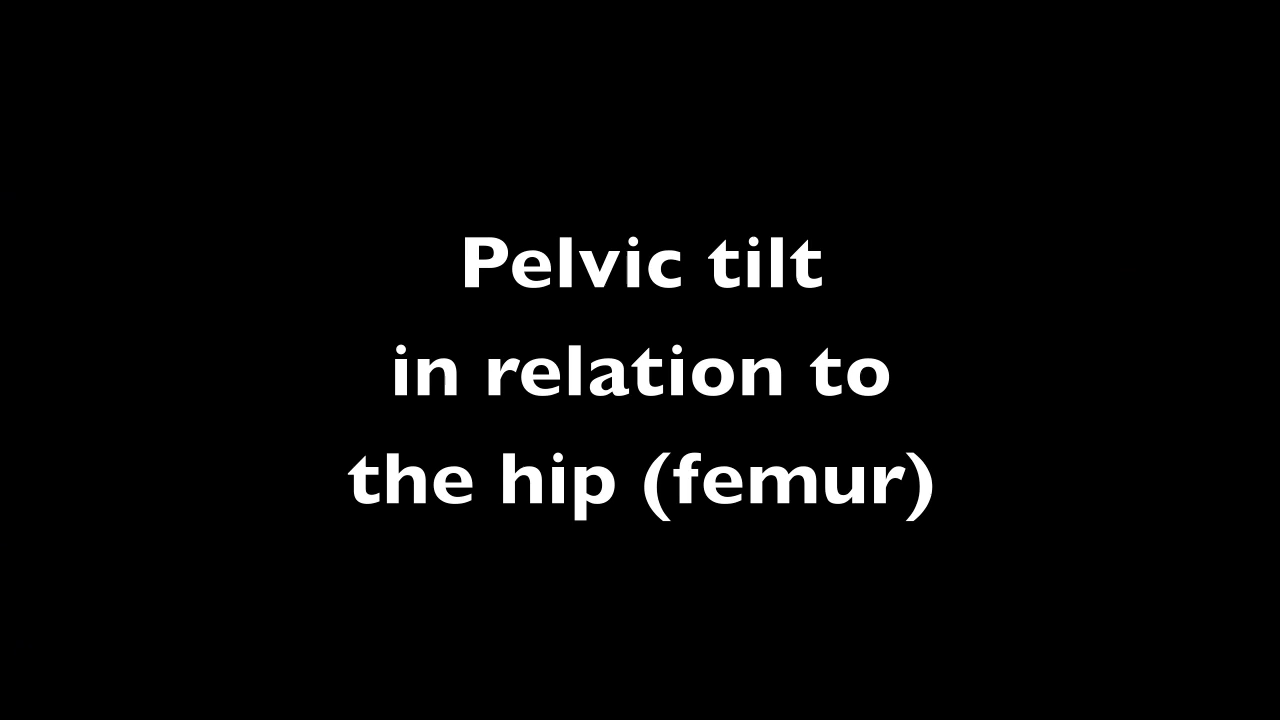 Pelvic tilt
in relation to
the hip (femur)